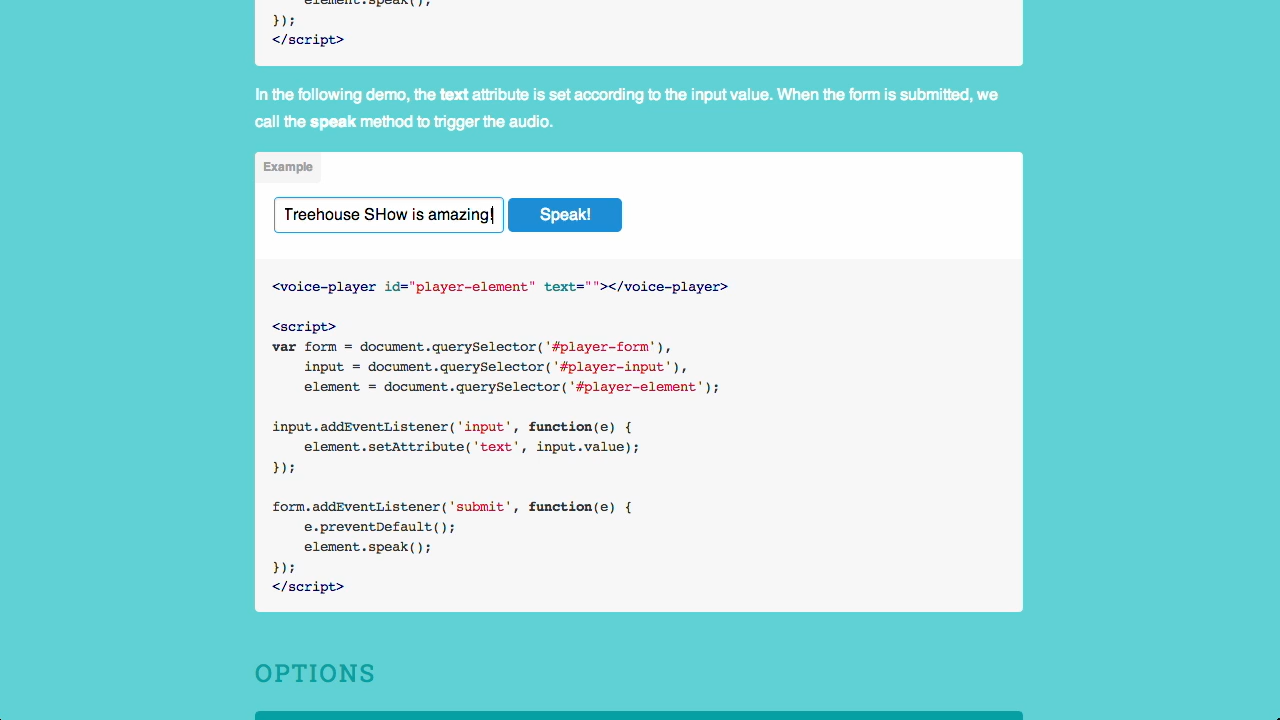 element.speak();
});
</script>
In the following demo, the text attribute is set according to the input value. When the form is submitted, we
call the speak method to trigger the audio.
Example
Treehouse SHow is amazing!
Speak!
<voice-player id="player-element" text=""></voice-player>
<script>
var form = document.querySelector('#player-form'),
input = document.querySelector('#player-input'),
element = document.querySelector('#player-element');
input.addEventListener('input', function(e) {
element.setAttribute('text', input.value);
});
form.addEventListener('submit', function(e) {
e.preventDefault();
element.speak();
});
</script>
OPTIONS